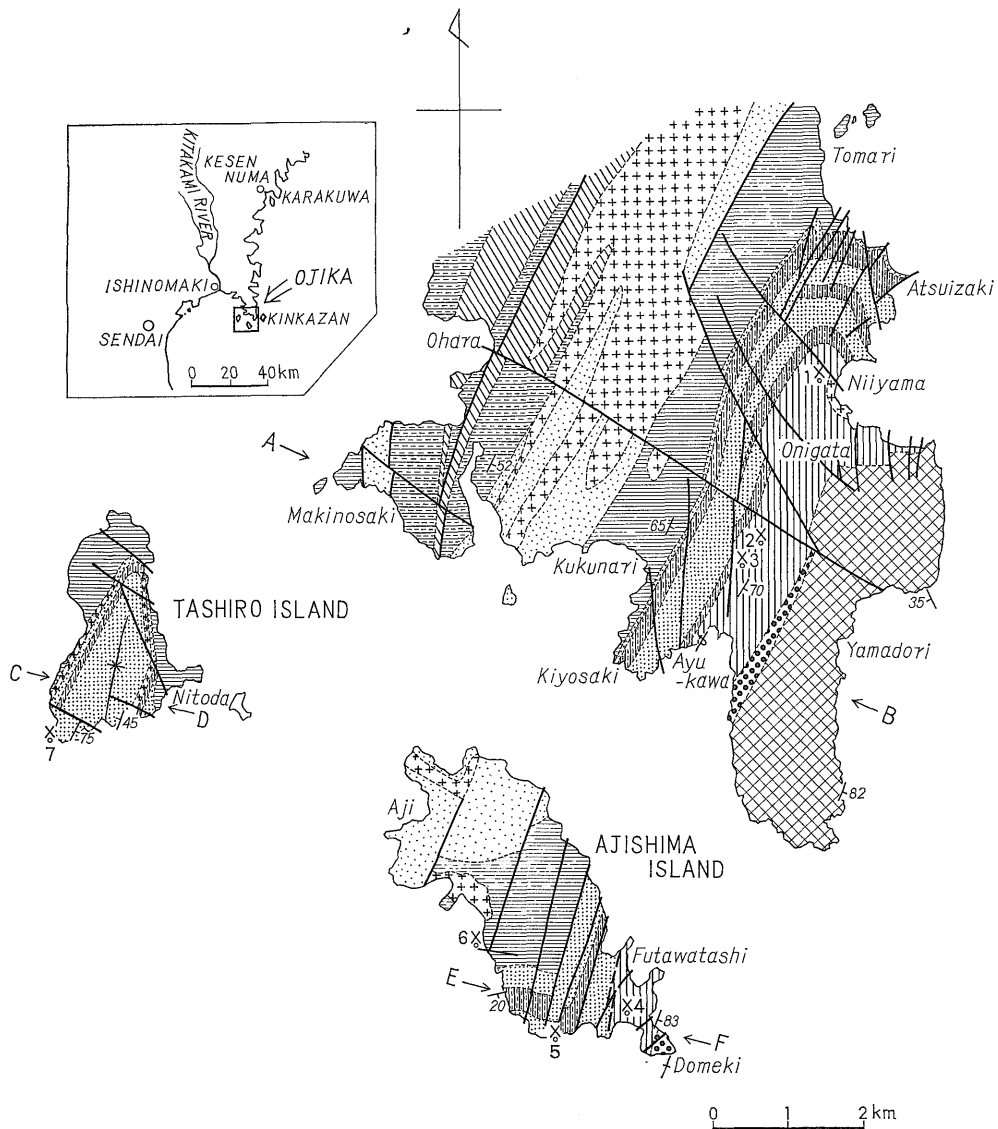 KITAKAMI RIVER
KESEN
NUMA
KARAKUWA
ISHINOMAKI
OJIKA
KINKAZAN
SENDAI
0 20 40km
Tomari
Atsuizaki
Ohara
Niiyama
1
A
Onigata
52
Makinosaki
65
2
3
Kukunari
70
35
TASHIRO ISLAND
Yamadori
Kiyosaki
Ayu
-kawa
C
Nitoda
D
B
75
45
7
82
Aji
AJISHIMA
ISLAND
6
Futawatashi
E
20
4
83
F
5
Domeki
0 1 2 km